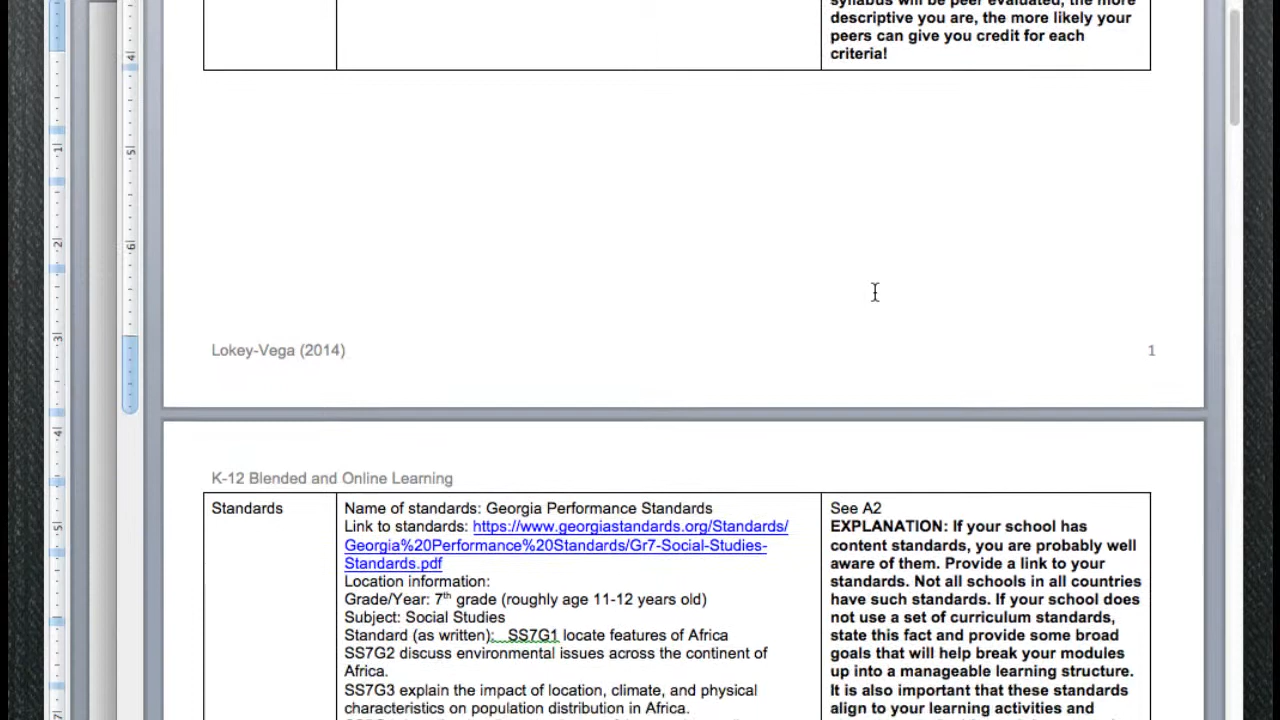 syllabus will be peer evaluated, the more
descriptive you are, the more likely your
peers can give you credit for each
criteria!
Lokey-Vega (2014)
1
K-12 Blended and Online Learning
Standards
Name of standards: Georgia Performance Standards
Link to standards: https://www.georgiastandards.org/Standards/
Georgia%20Performance%20Standards/Gr7-Social-Studies-
Standards.pdf
Location information:
Grade/Year: 7th grade (roughly age 11-12 years old)
Subject: Social Studies
Standard (as written):   SS7G1 locate features of Africa
SS7G2 discuss environmental issues across the continent of
Africa.
SS7G3 explain the impact of location, climate, and physical
characteristics on population distribution in Africa.
See A2
EXPLANATION: If your school has
content standards, you are probably well
aware of them. Provide a link to your
standards. Not all schools in all countries
have such standards. If your school does
not use a set of curriculum standards,
state this fact and provide some broad
goals that will help break your modules
up into a manageable learning structure.
It is also important that these standards
align to your learning activities and